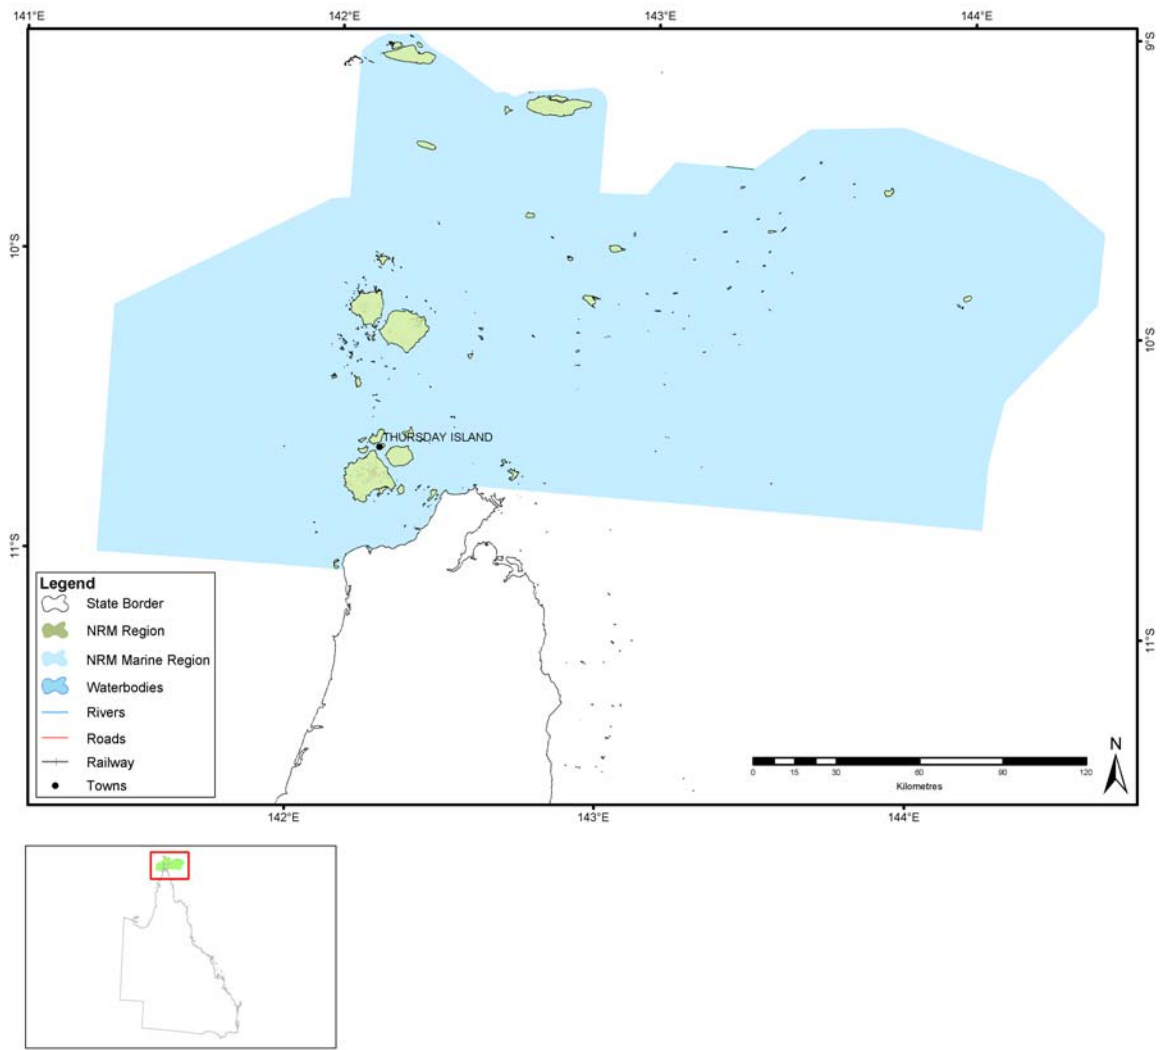 141°E 142°E 143°E 144°E
9°S
10°S
10°S
THURSDAY ISLAND
11°S
11°S
Legend
State Border
NRM Region
NRM Marine Region
Waterbodies
Rivers
Roads
Railway
Towns
N
0 15 30 60 90 120
Kilometres
142°E 143°E 144°E